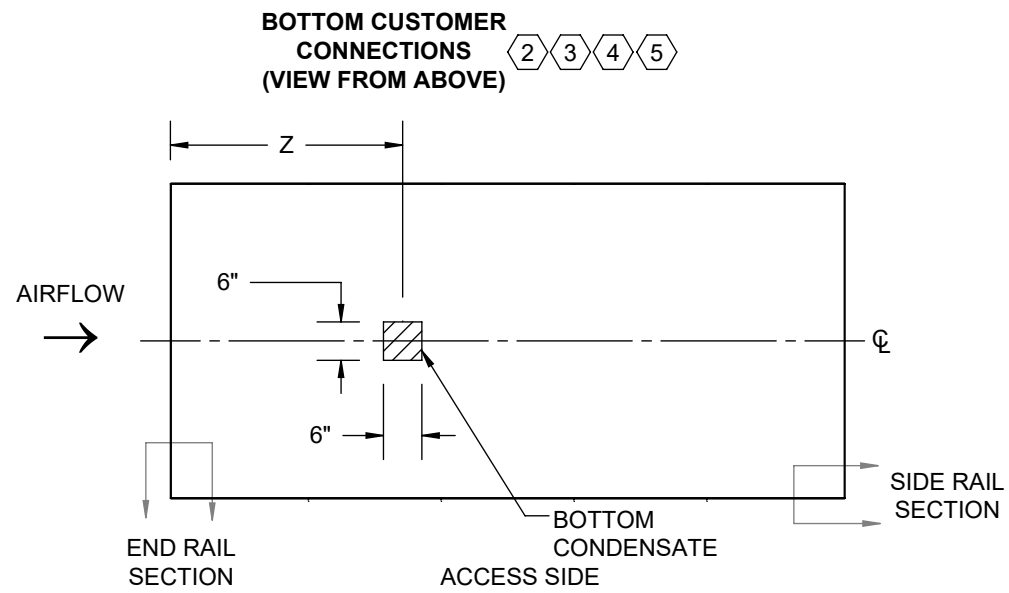 BOTTOM CUSTOMER
CONNECTIONS
(VIEW FROM ABOVE)
2 3 4 5
Z
6"
AIRFLOW
℄
6"
SIDE RAIL
SECTION
BOTTOM
CONDENSATE
END RAIL
SECTION
ACCESS SIDE